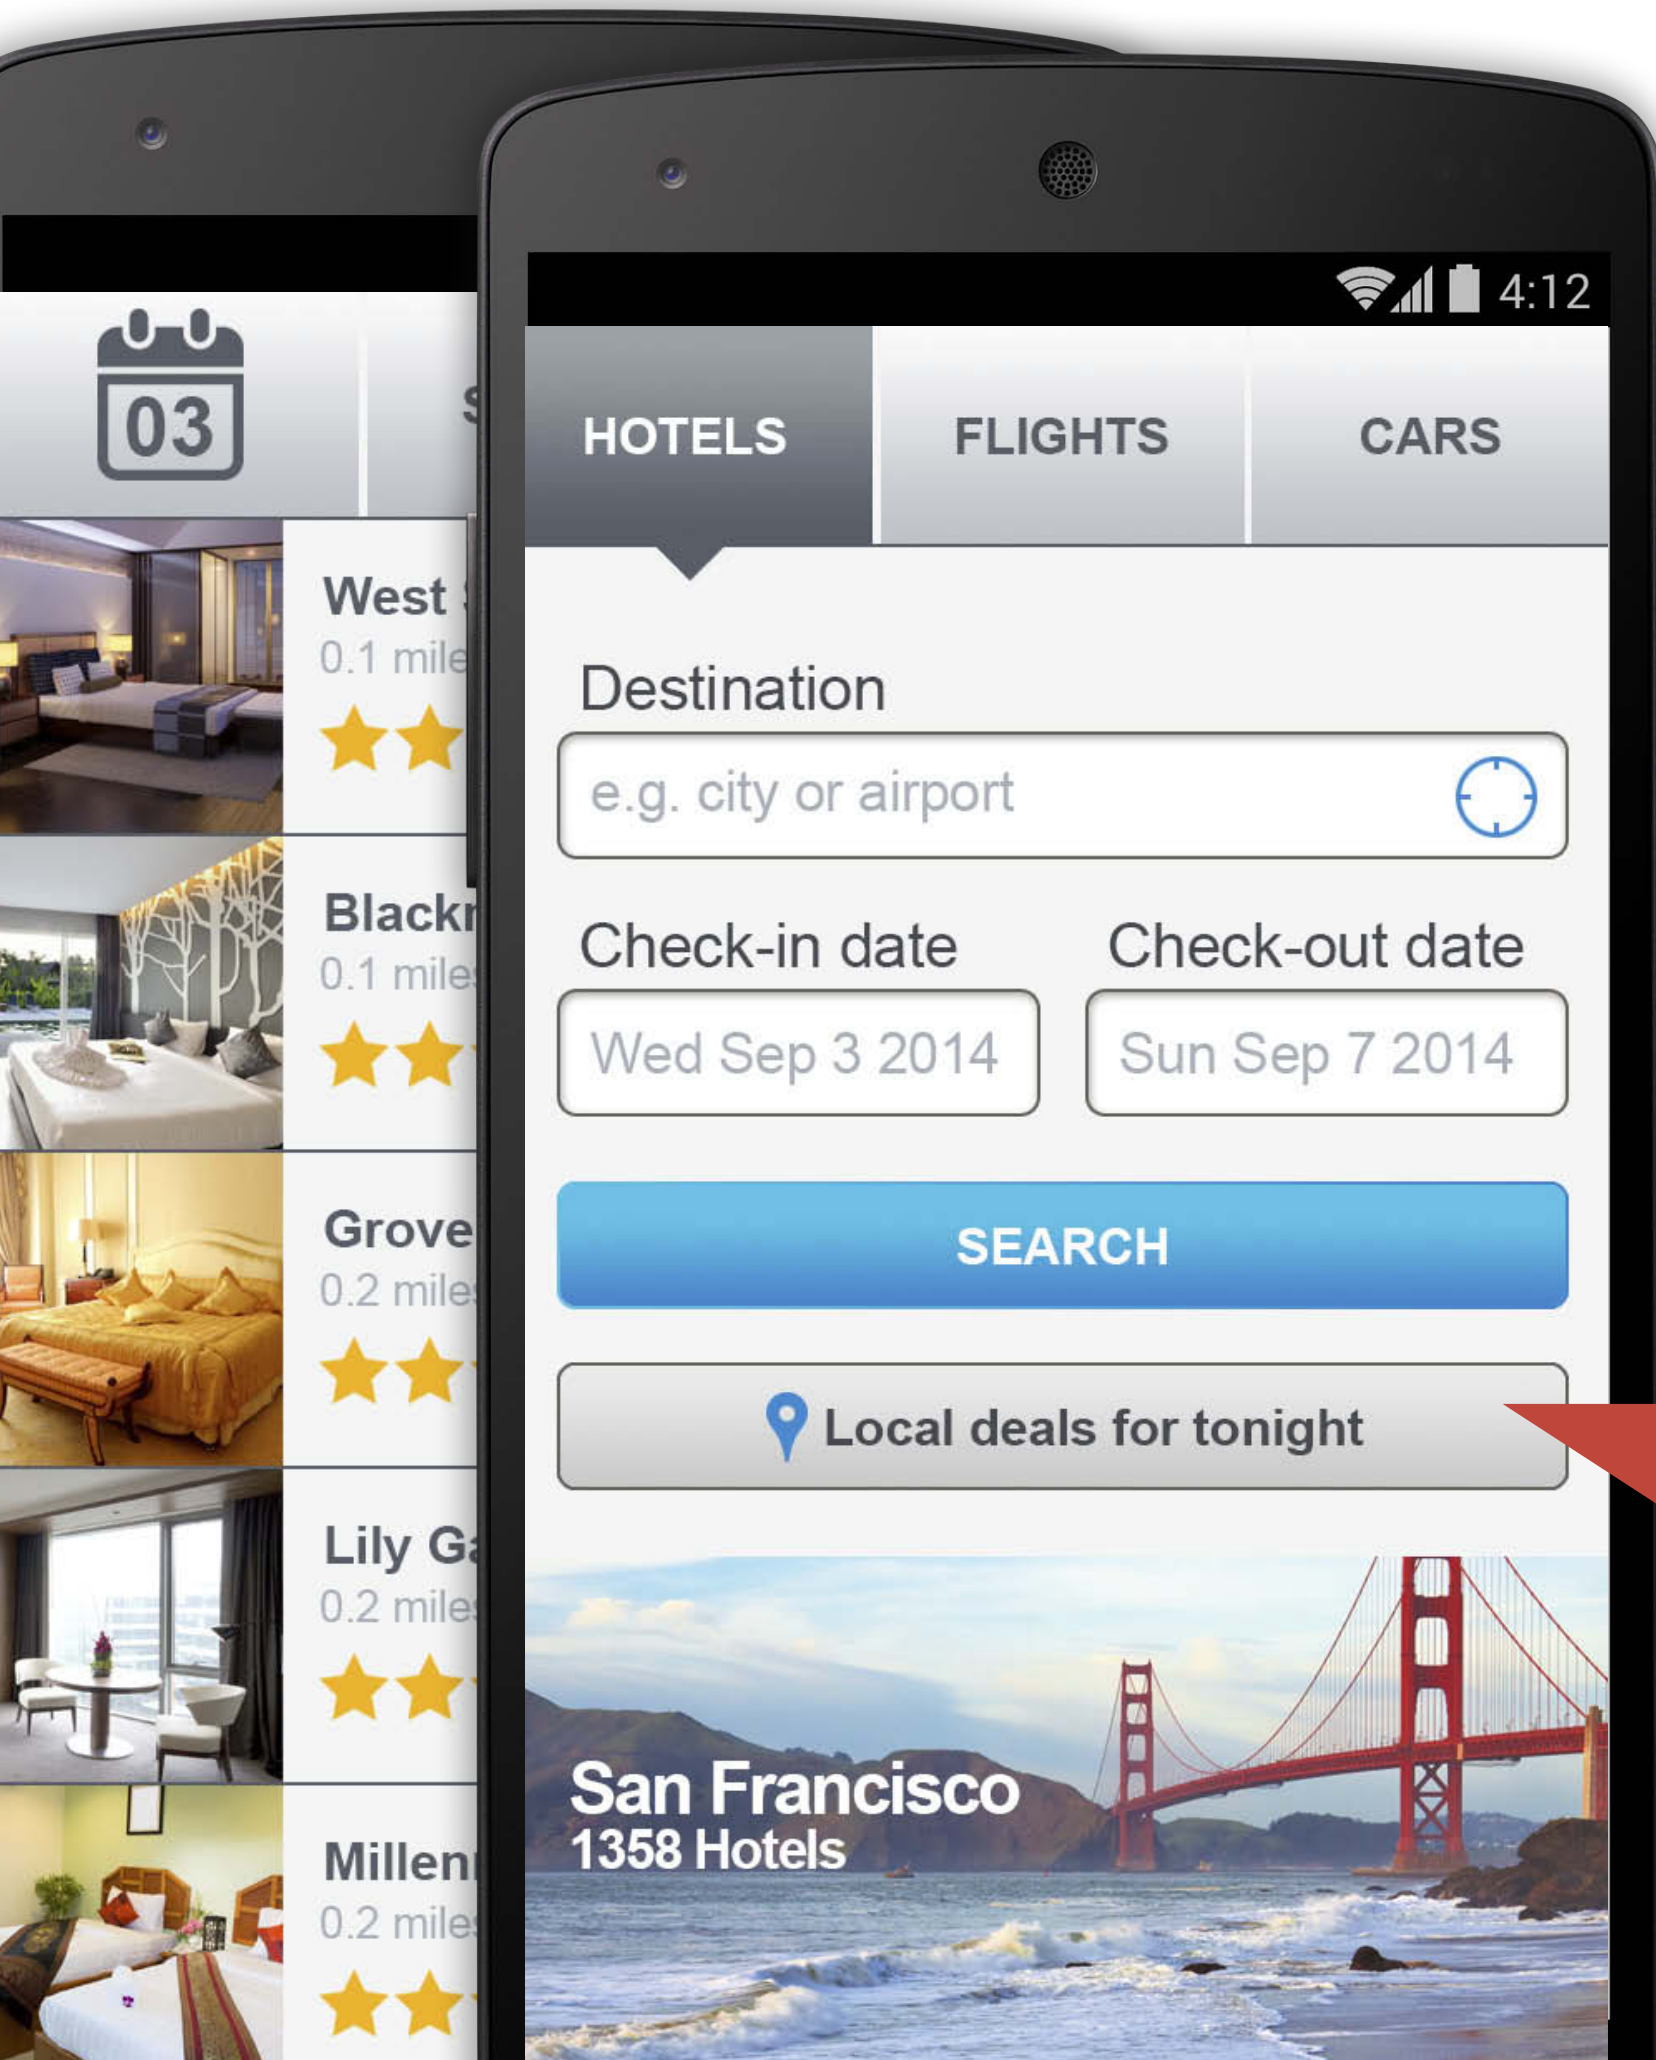 4:12
HOTELS
FLIGHTS
CARS
Destination
e.g. city or airport
Check-in date
Check-out date
Wed Sep 3 2014
Sun Sep 7 2014
SEARCH
Local deals for tonight
San Francisco
1358 Hotels
03
West
0.1 mile
0.1 mile
Grove
0.2 mile
Lily
0.2 mile
0.2 mile